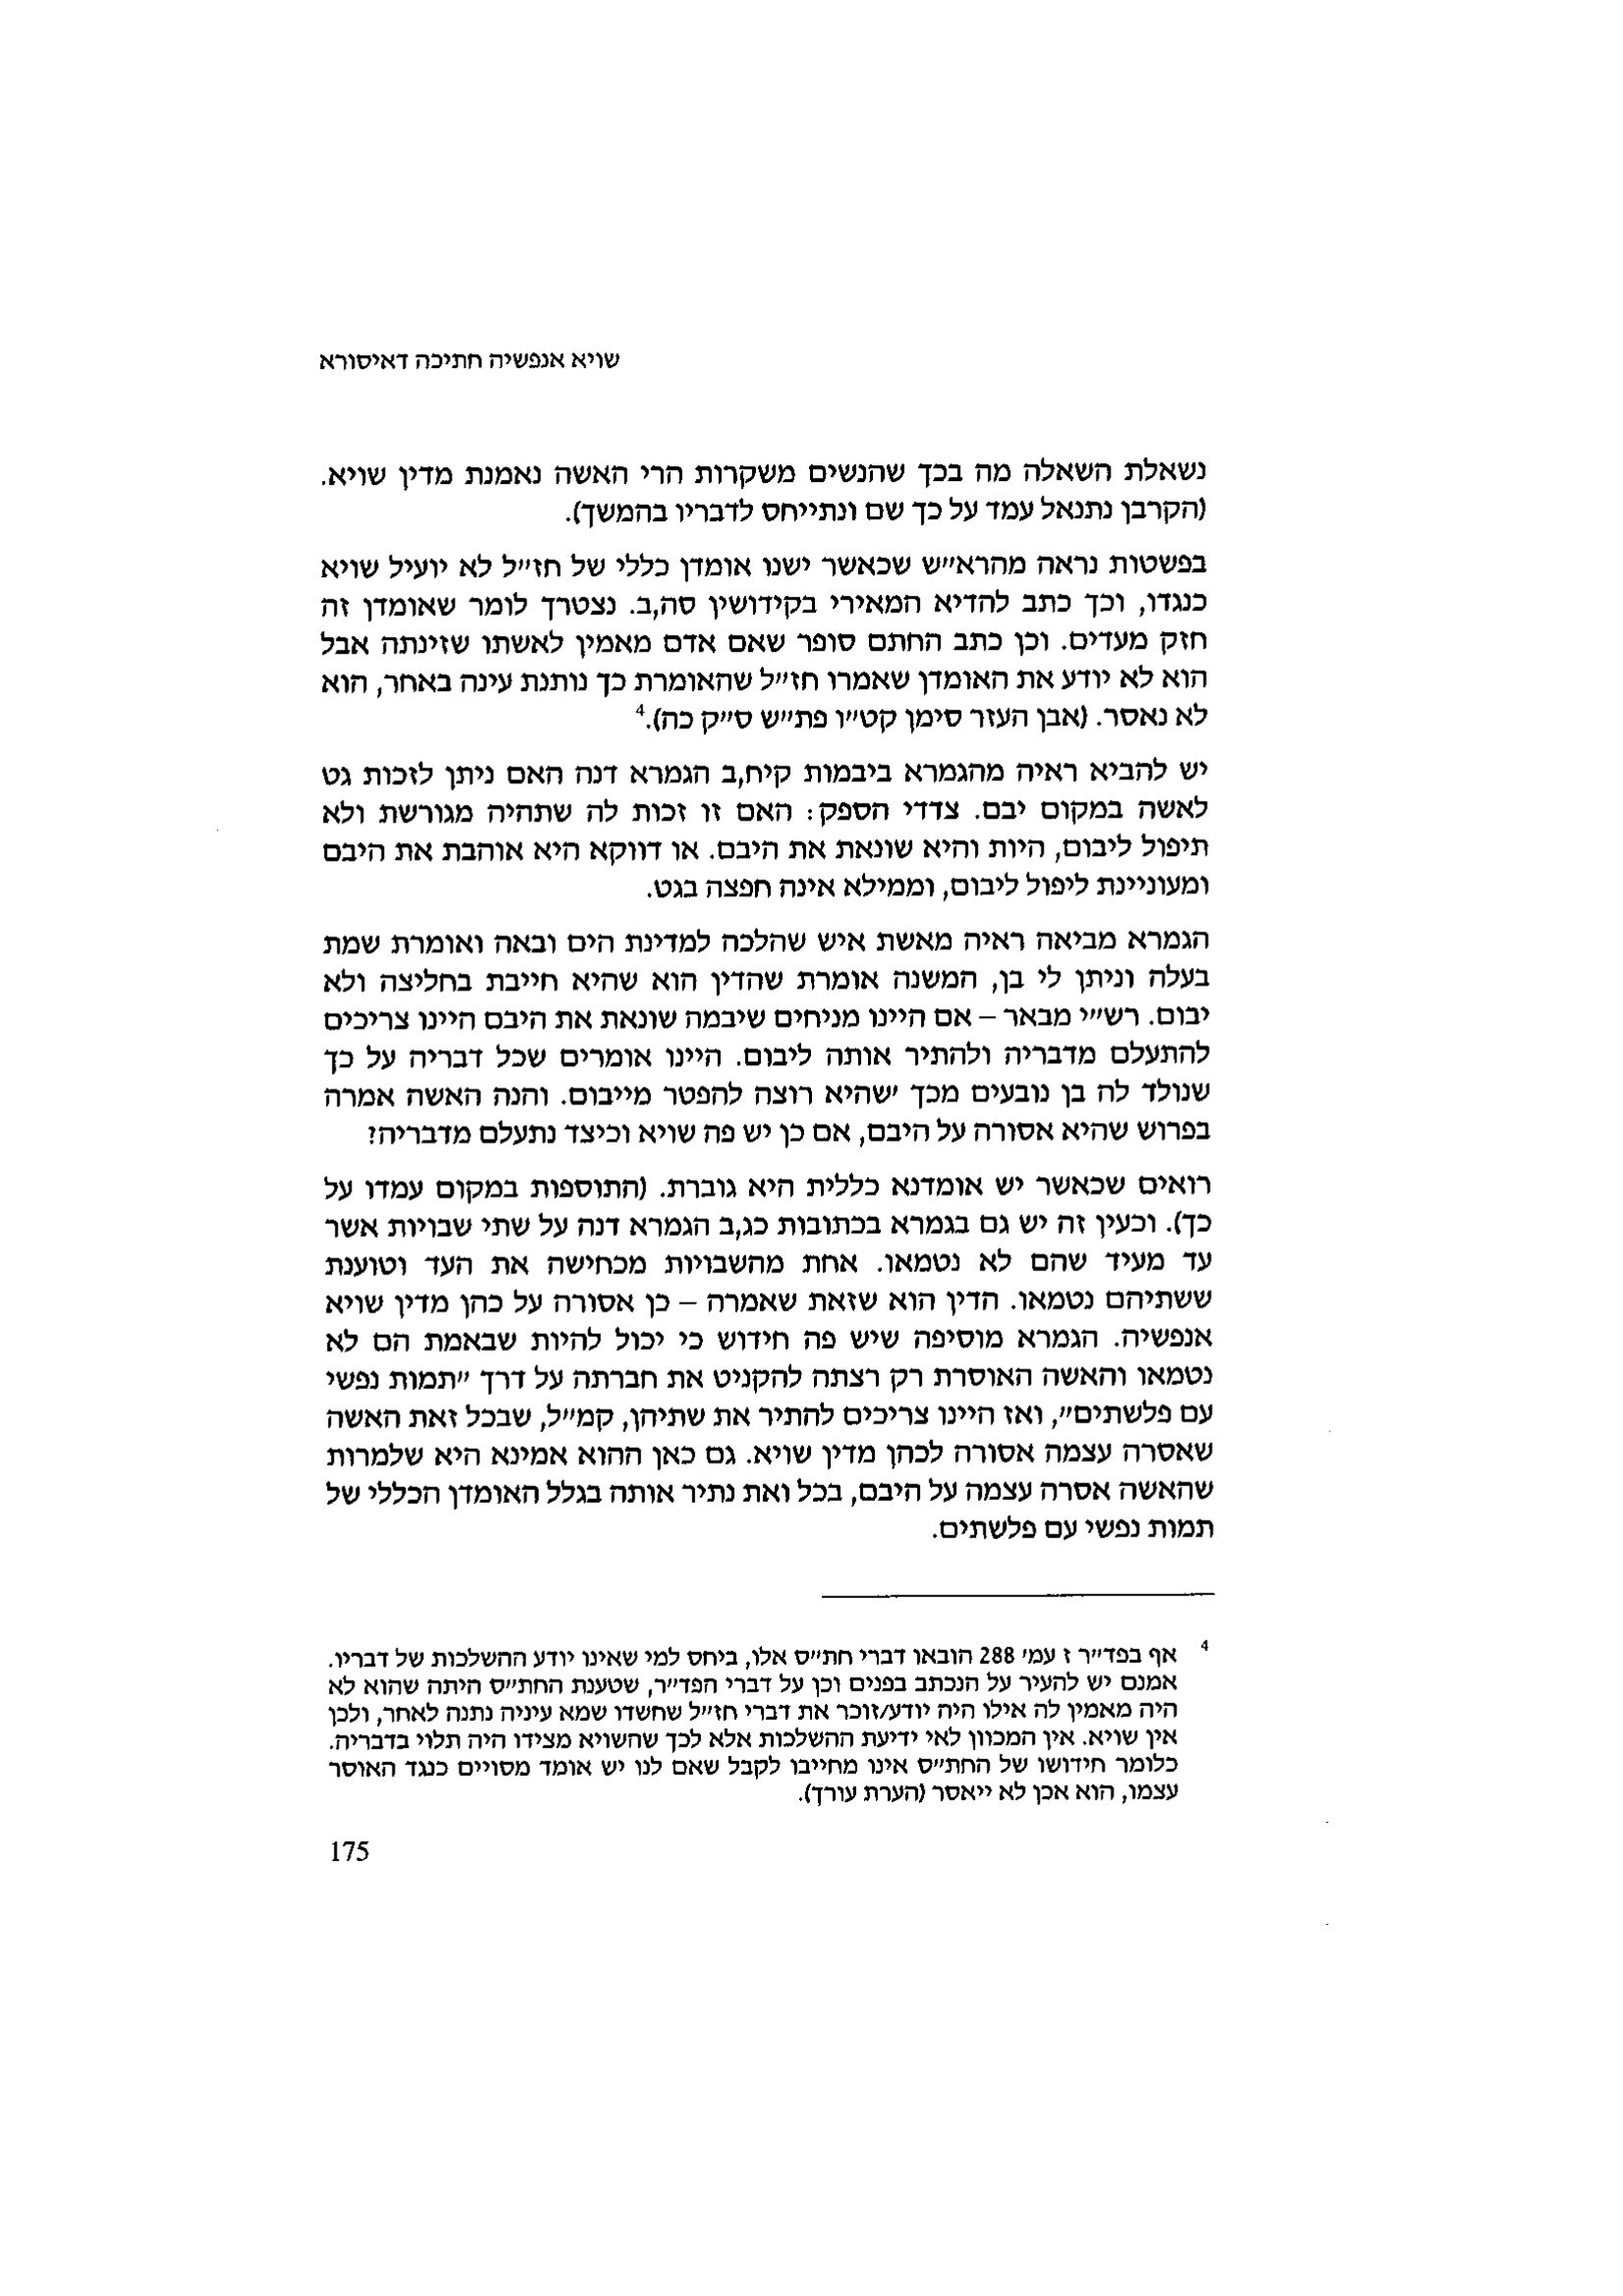 שויא אנפשיה חתיכה דאיסורא
נשאלת השאלה מה בכך שהנשים משקרות הרי האשה נאמנת מדין שויא.
(הקרבן נתנאל עמד על כך שם ונתייחס לדבריו בהמשך).
בפשטות נראה מהרא״ש שכאשר ישנו אומדן כללי של חז״ל לא יועיל שויא
כנגדו, וכך כתב להדיא המאירי בקידושין סה,ב. נצטרך לומר שאומדן זה
חזק מעדים. וכן כתב החתם סופר שאם אדם מאמין לאשתו שזינתה אבל
הוא לא יודע את האומדן שאמרו חז״ל שהאומרת כך נותנת עינה באחר, הוא
לא נאסר. (אבן העזר סימן קט״ו פת״ש ס״ק כה).4
יש להביא ראיה מהגמרא ביבמות קיח,ב הגמרא דנה האם ניתן לזכות גט
לאשה במקום יבם. צדדי הספק: האם זו זכות לה שתהיה מגורשת ולא
תיפול ליבום, היות והיא שונאת את היבם. או דווקא היא אוהבת את היבם
ומעוניינת ליפול ליבום, וממילא אינה חפצה בגט.
הגמרא מביאה ראיה מאשת איש שהלכה למדינת הים ובאה ואומרת שמת
בעלה וניתן לי בן, המשנה אומרת שהדין הוא שהיא חייבת בחליצה ולא
יבום. רש״י מבאר – אם היינו מניחים שיבמה שונאת את היבם היינו צריכים
להתעלם מדבריה ולהתיר אותה ליבום. היינו אומרים שכל דבריה על כך
שנולד לה בן נובעים מכך ׳שהיא רוצה להפטר מייבום. והנה האשה אמרה
בפרוש שהיא אסורה על היבם, אם כן יש פה שויא וכיצד נתעלם מדבריה?
רואים שכאשר יש אומדנא כללית היא גוברת. (התוספות במקום עמדו על
כך). וכעין זה יש גם בגמרא בכתובות כג,ב הגמרא דנה על שתי שבויות אשר
עד מעיד שהם לא נטמאו. אחת מהשבויות מכחישה את העד וטוענת
ששתיהם נטמאו. הדין הוא שזאת שאמרה – כן אסורה על כהן מדין שויא
אנפשיה. הגמרא מוסיפה שיש פה חידוש כי יכול להיות שבאמת הם לא
נטמאו והאשה האוסרת רק רצתה להקניט את חברתה על דרך ״תמות נפשי
עם פלשתים״, ואז היינו צריכים להתיר את שתיהן, קמ״ל, שבכל זאת האשה
שאסרה עצמה אסורה לכהן מדין שויא. גם כאן ההוא אמינא היא שלמרות
שהאשה אסרה עצמה על היבם, בכל ואת נתיר אותה בגלל האומדן הכללי של
תמות נפשי עם פלשתים.
4 אף בפד״ר ז עמ׳ 288 הובאו דברי חת״ס אלו, ביחס למי שאינו יודע ההשלכות של דבריו.
אמנם יש להעיר על הנכתב בפנים וכן על דברי הפד״ר, שטענת החת״ס היתה שהוא לא
היה מאמין לה אילו היה יודע/זוכר את דברי חז״ל שחשדו שמא עיניה נתנה לאחר, ולכן
אין שויא. אין המכוון לאי ידיעת ההשלכות אלא לכך שהשויא מצידו היה תלוי בדבריה.
כלומר חידושו של החת״ס אינו מחייבו לקבל שאם לנו יש אומד מסויים כנגד האוסר
עצמו, הוא אכן לא ייאסר (הערת עורך).
175